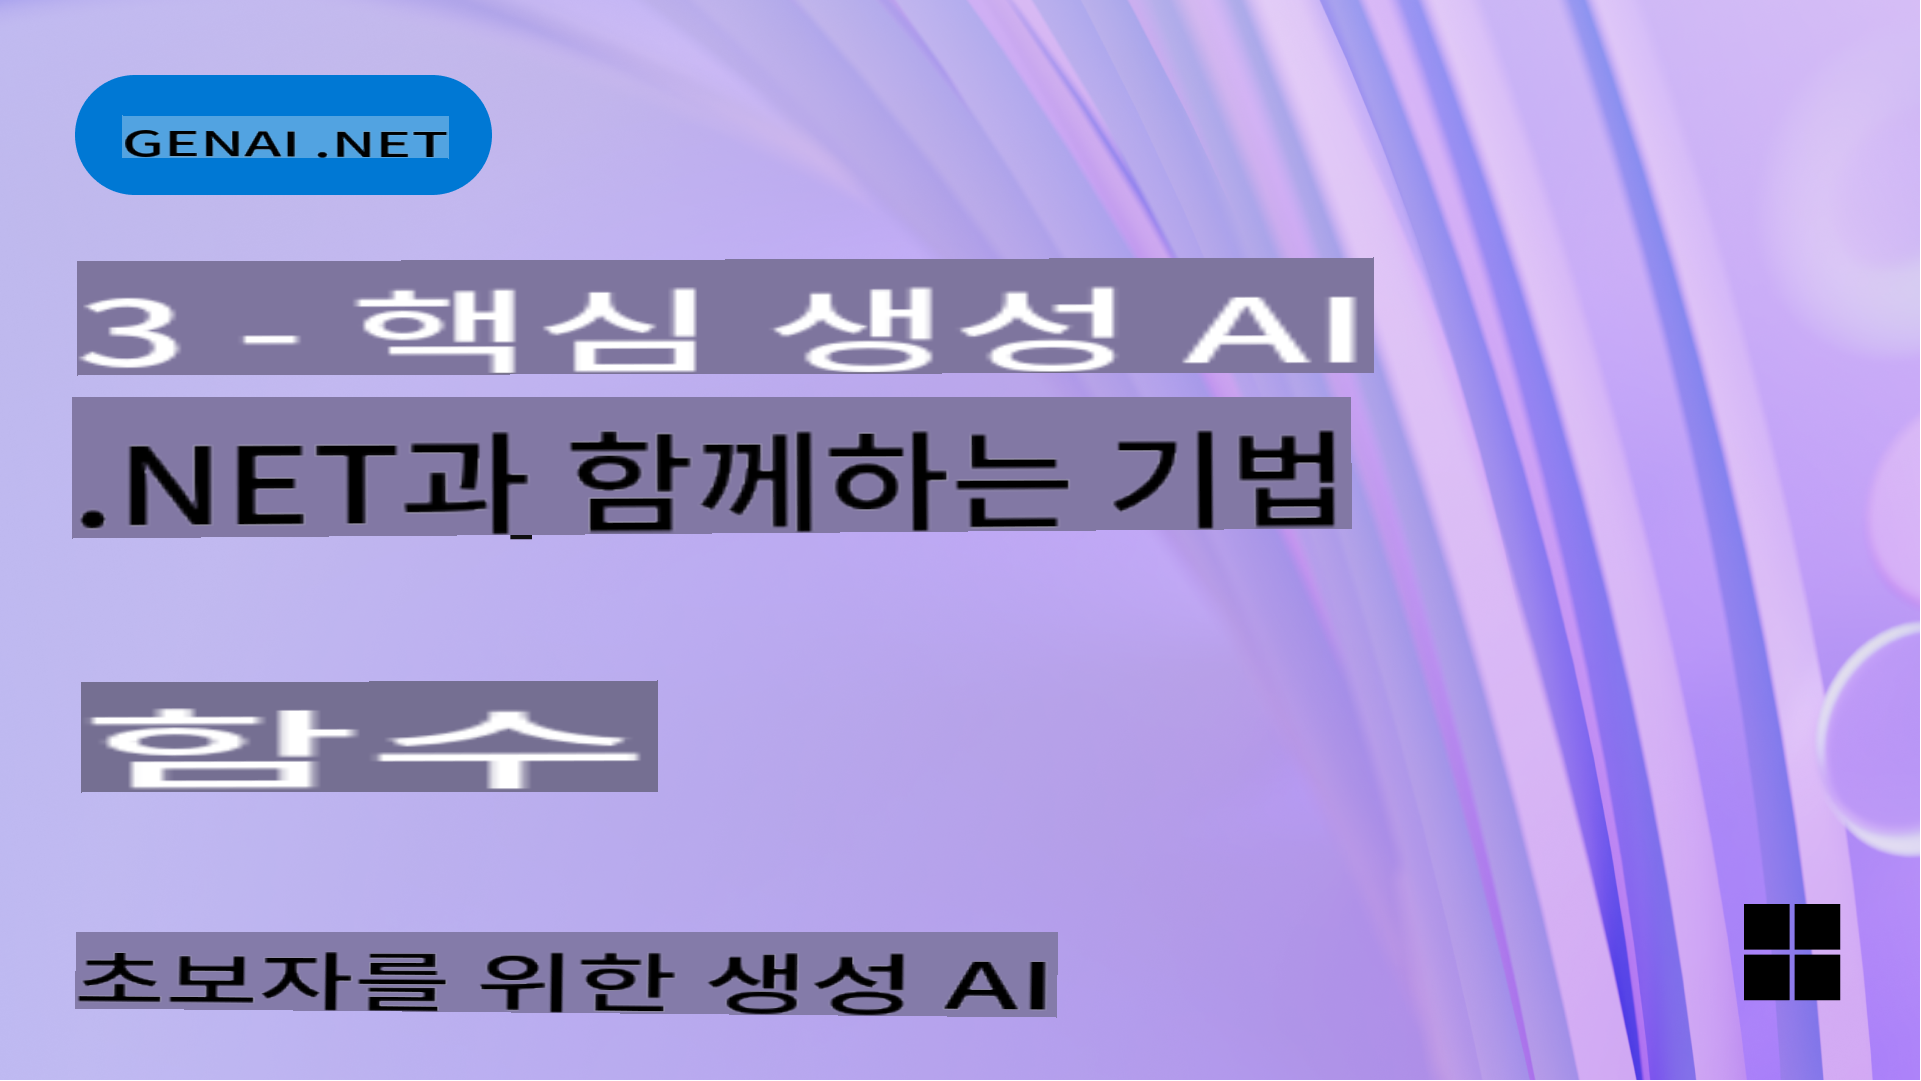 GENAI .NET
3 - 핵심 생성 AI
.NET과 함께하는 기법
함수
초보자를 위한 생성 AI